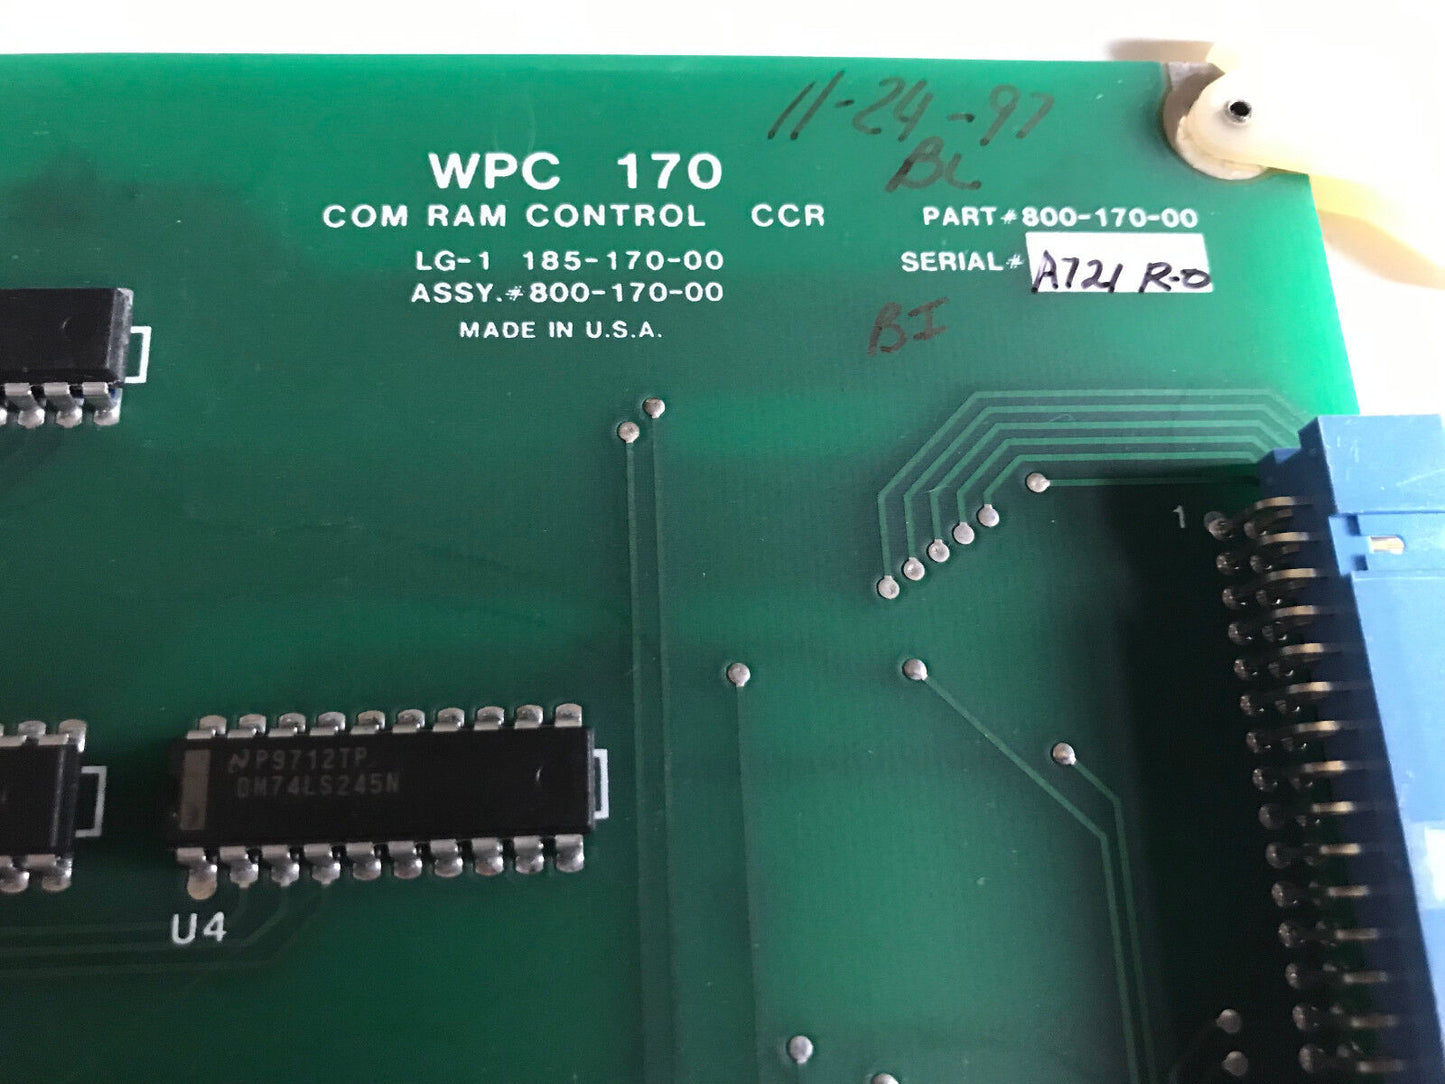 11-24-97
BL
WPC 170
COM RAM CONTROL CCR
PART#800-170-00
LG-1 185-170-00
SERIAL# A721 R-0
ASSY.#800-170-00
MADE IN U.S.A.
BI
1
P9712TP
DM74LS245N
U4